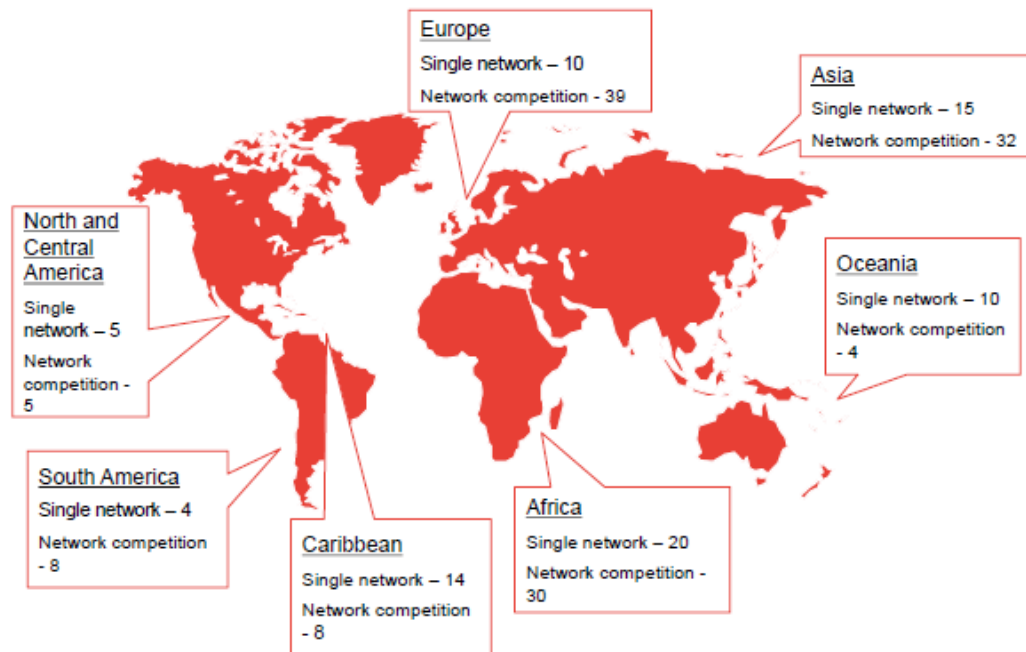 Europe
Single network – 10
Network competition - 39
Asia
Single network – 15
Network competition - 32
North and
Central
America
Single
network – 5
Network
competition -
5
Oceania
Single network – 10
Network competition
- 4
South America
Single network – 4
Network competition
- 8
Caribbean
Single network – 14
Network competition
- 8
Africa
Single network – 20
Network competition -
30